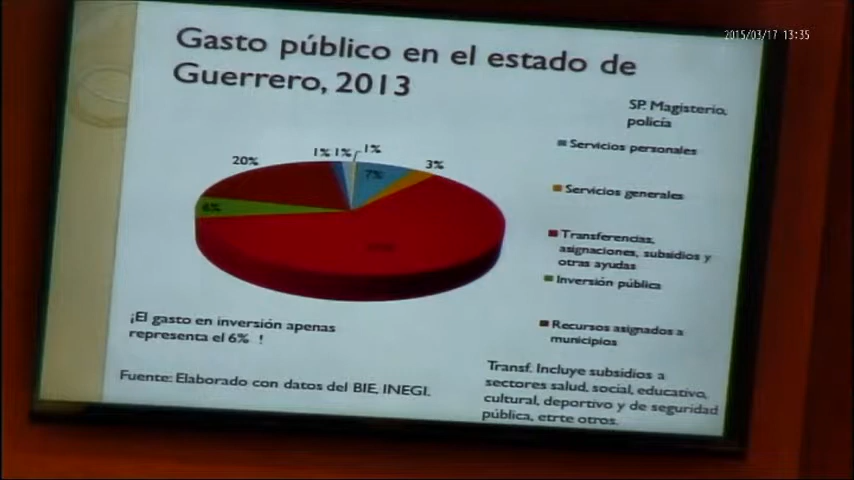 2015/03/17 13:35
Gasto público en el estado de
Guerrero, 2013
SP. Magisterio,
policía
Servicios personales
Servicios generales
Transferencias,
asignaciones, subsidios y
otras ayudas
Inversión pública
Recursos asignados a
municipios
20%
1% 1%
1%
7%
3%
6%
¡El gasto en inversión apenas
representa el 6% !
Fuente: Elaborado con datos del BIE, INEGI.
Transf. Incluye subsidios a
sectores salud, social, educativo,
cultural, deportivo y de seguridad
pública, etrte otros.